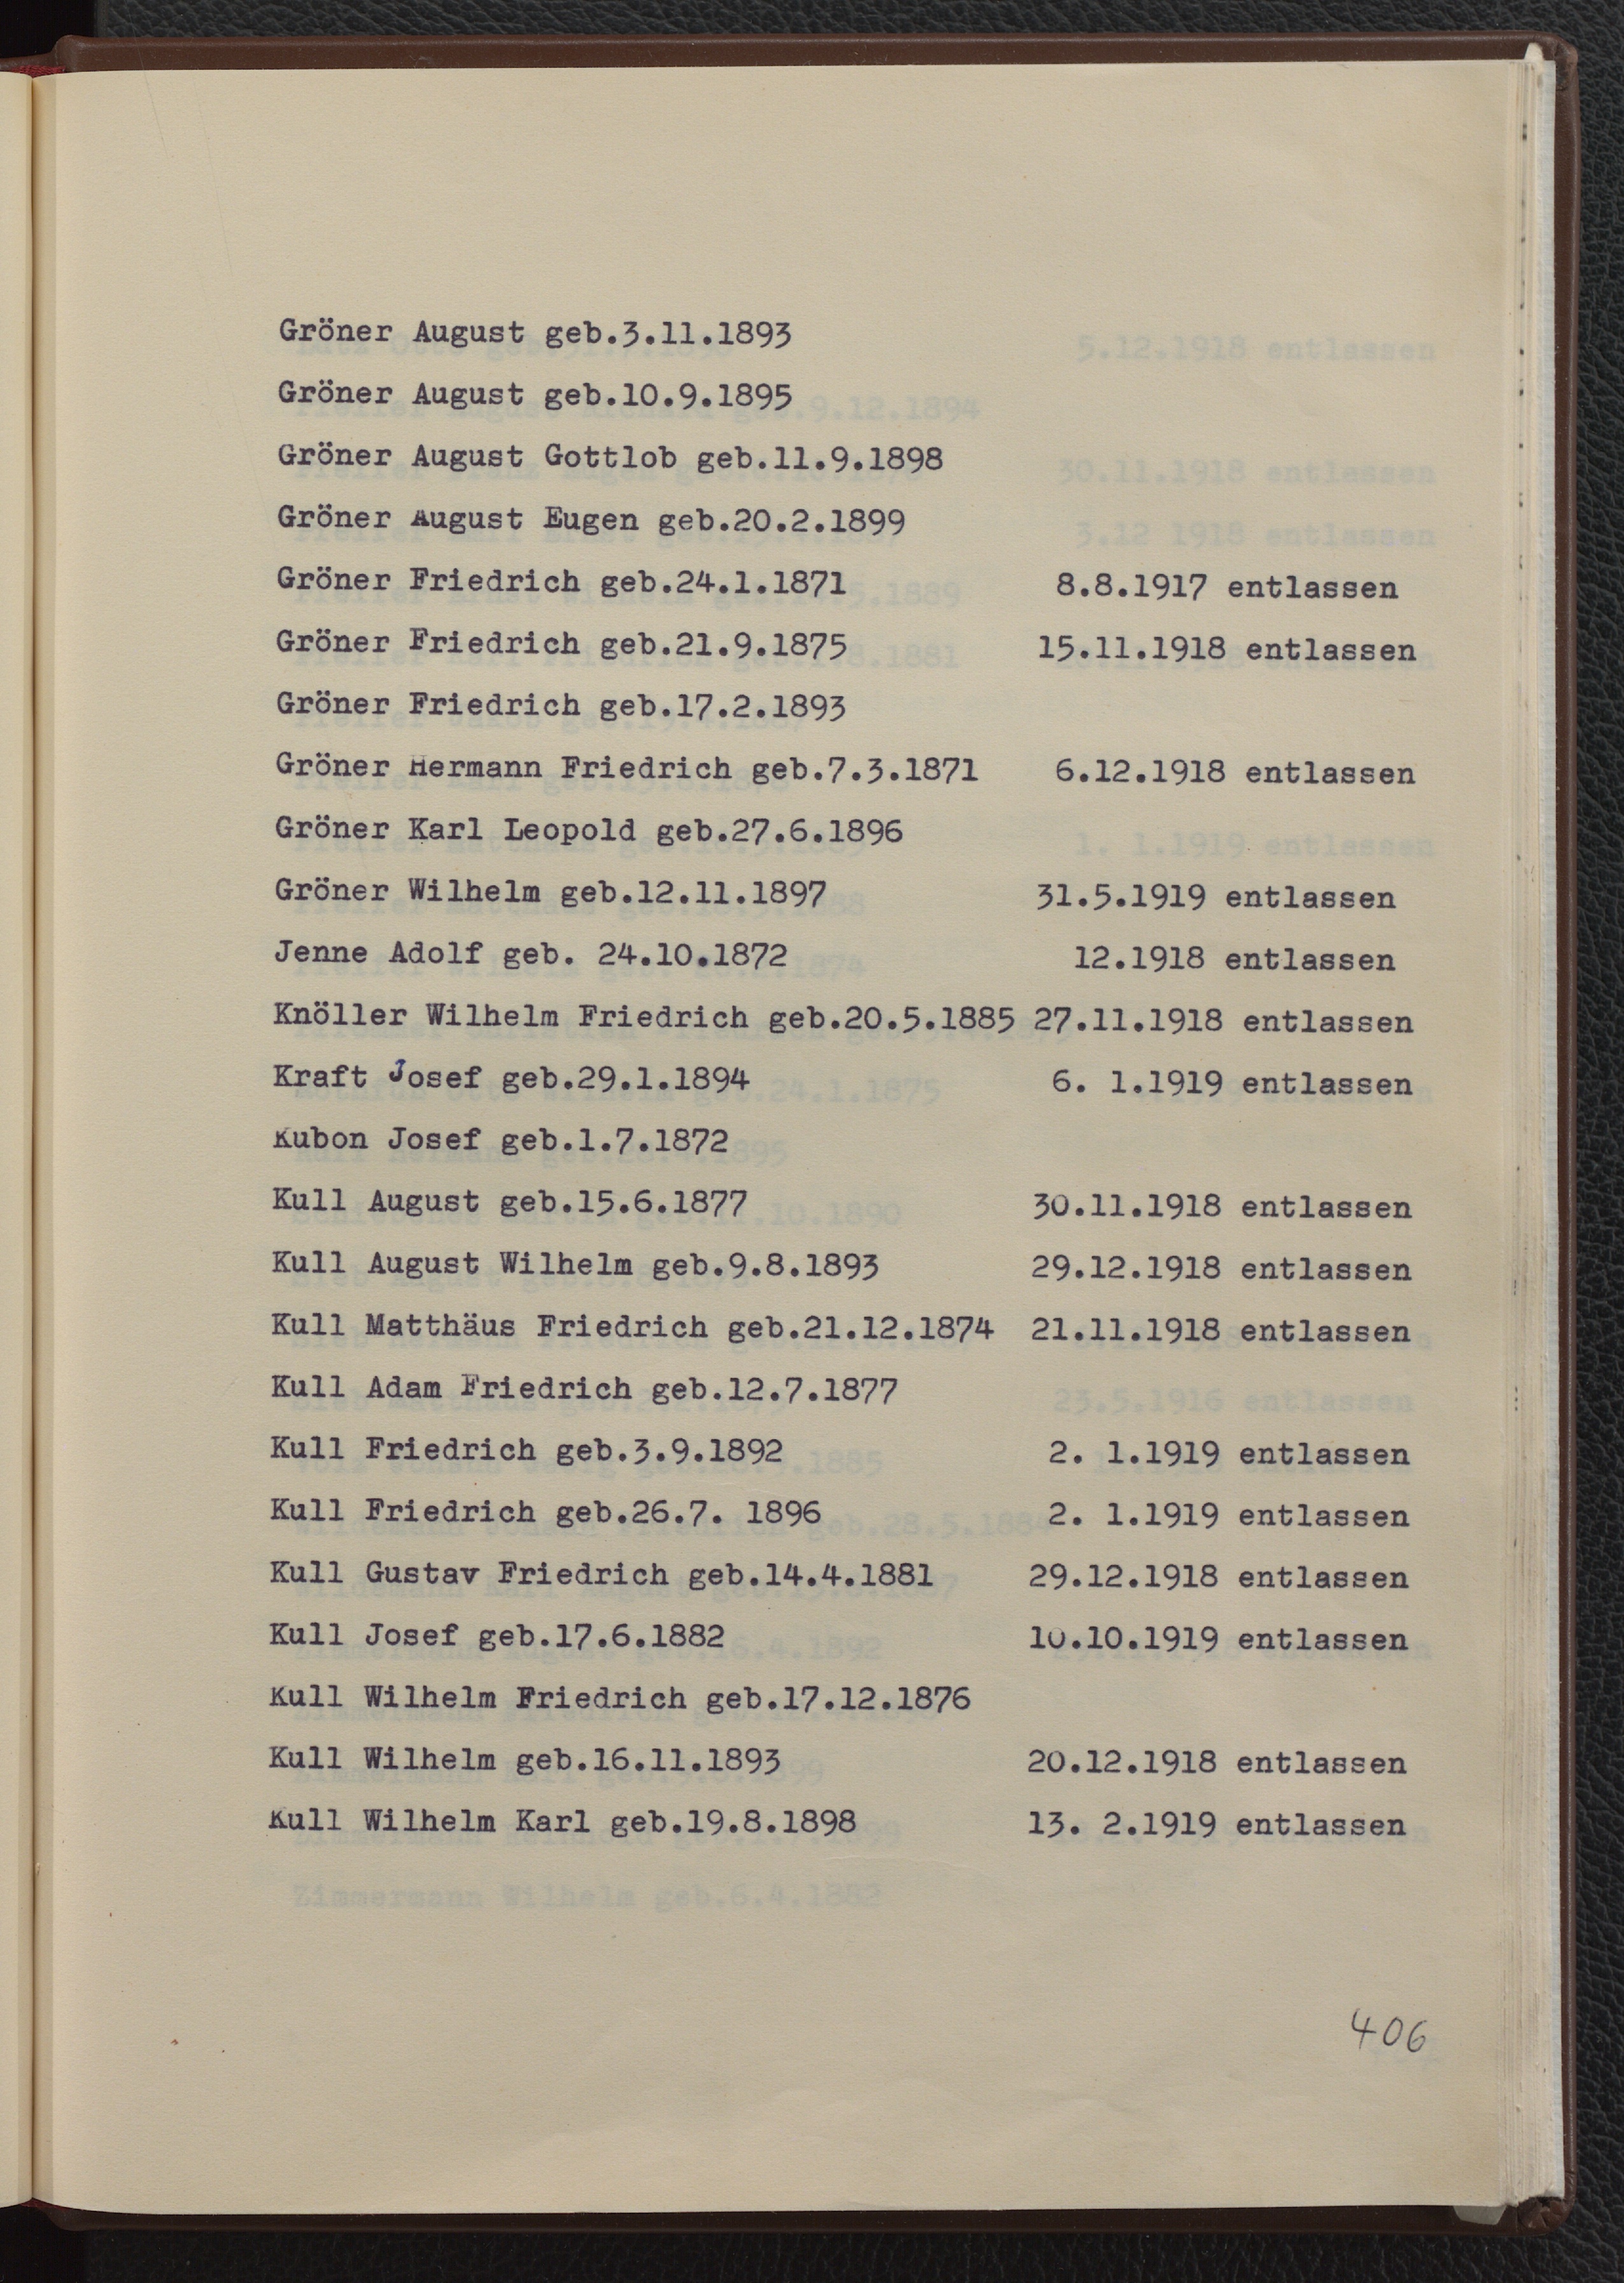 Gröner August geb.3.11.1893
Gröner August geb.10.9.1895
Gröner August Gottlob geb.11.9.1898
Gröner August Eugen geb.20.2.1899
Gröner Friedrich geb.24.1.1871 8.8.1917 entlassen
Gröner Friedrich geb.21.9.1875 15.11.1918 entlassen
Gröner Friedrich geb.17.2.1893
Gröner Hermann Friedrich geb.7.3.1871 6.12.1918 entlassen
Gröner Karl Leopold geb.27.6.1896
Gröner Wilhelm geb.12.11.1897 31.5.1919 entlassen
Jenne Adolf geb. 24.10.1872 12.1918 entlassen
Knöller Wilhelm Friedrich geb.20.5.1885 27.11.1918 entlassen
Kraft Josef geb.29.1.1894 6. 1.1919 entlassen
Kubon Josef geb.1.7.1872
Kull August geb.15.6.1877 30.11.1918 entlassen
Kull August Wilhelm geb.9.8.1893 29.12.1918 entlassen
Kull Matthäus Friedrich geb.21.12.1874 21.11.1918 entlassen
Kull Adam Friedrich geb.12.7.1877
Kull Friedrich geb.3.9.1892 2. 1.1919 entlassen
Kull Friedrich geb.26.7. 1896 2. 1.1919 entlassen
Kull Gustav Friedrich geb.14.4.1881 29.12.1918 entlassen
Kull Josef geb.17.6.1882 10.10.1919 entlassen
Kull Wilhelm Friedrich geb.17.12.1876
Kull Wilhelm geb.16.11.1893 20.12.1918 entlassen
Kull Wilhelm Karl geb.19.8.1898 13. 2.1919 entlassen
Zimmermann Wilhelm geb.6.4.1882
406